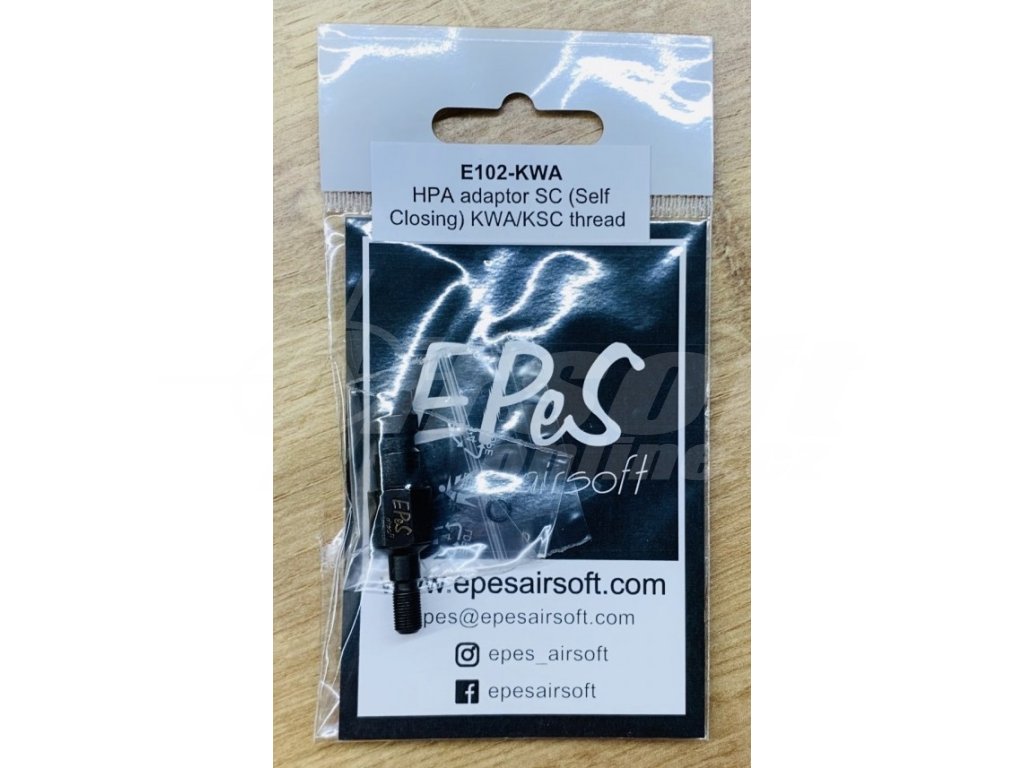 E102-KWA
HPA adaptor SC (Self
Closing) KWA/KSC thread
EPeS
airsoft
EPeS
www.epesairsoft.com
epes@epesairsoft.com
epes_airsoft
epesairsoft